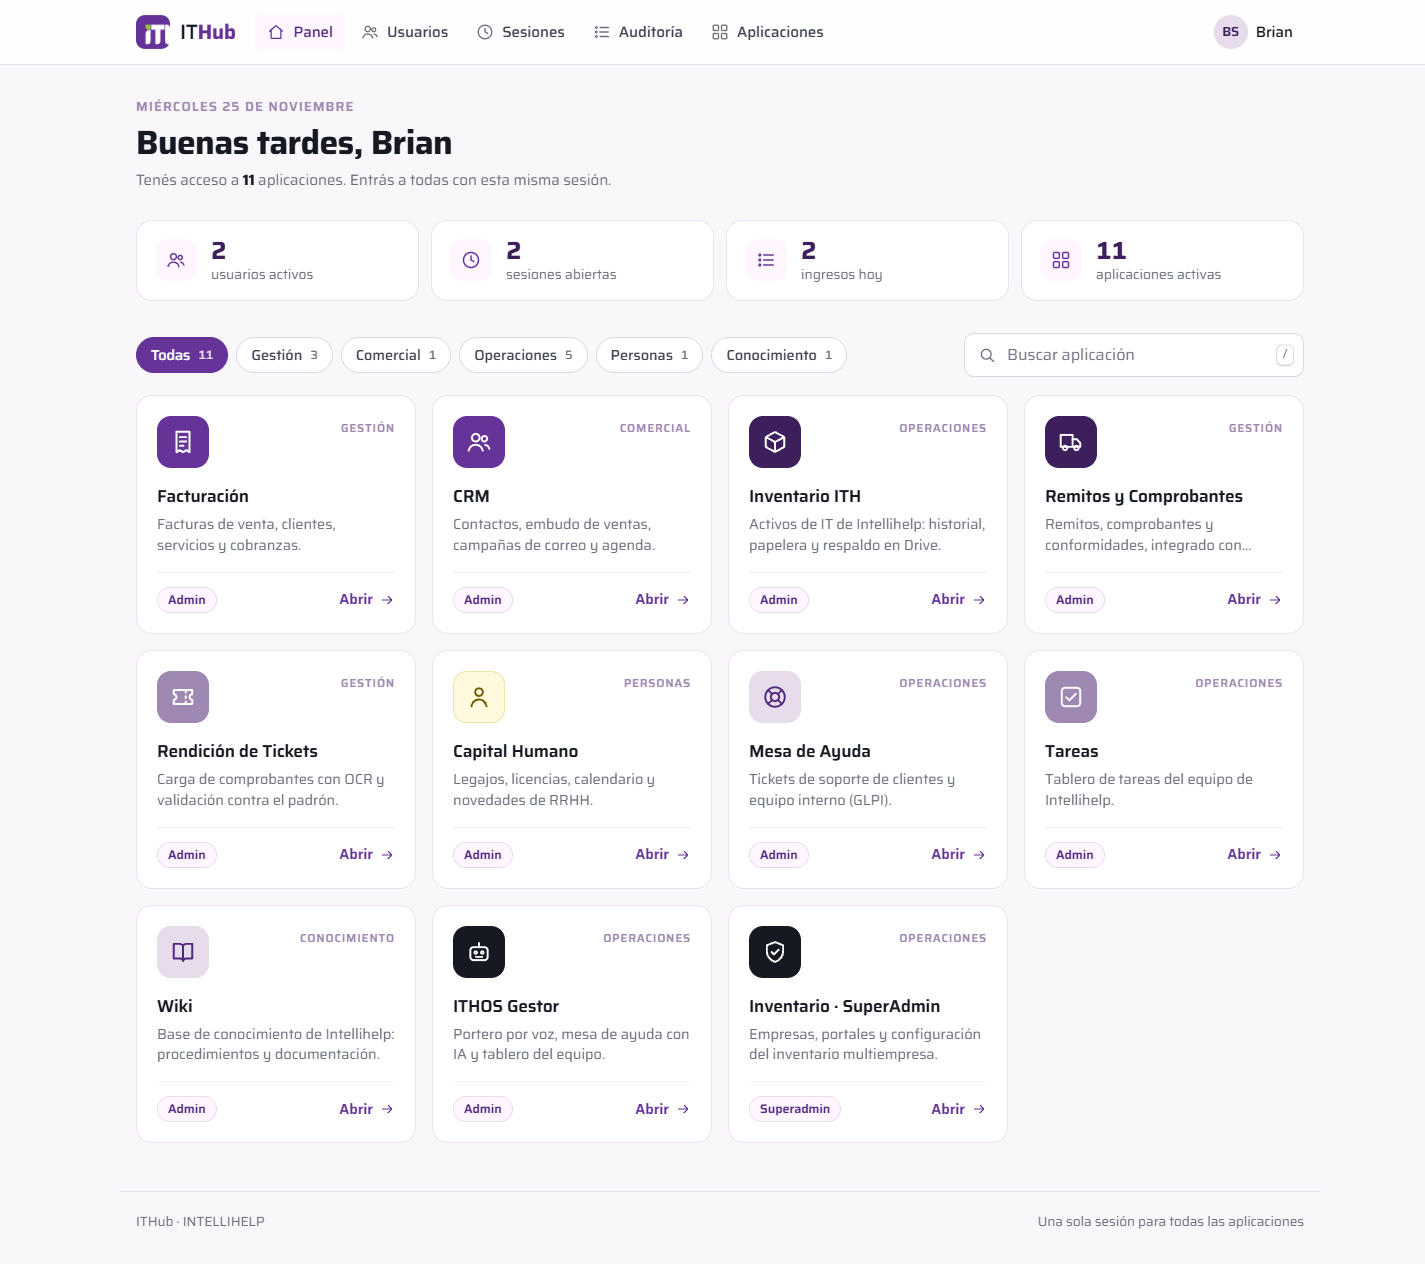 iT ITHub
Panel
Usuarios
Sesiones
Auditoría
Aplicaciones
BS Brian
MIÉRCOLES 25 DE NOVIEMBRE
Buenas tardes, Brian
Tenés acceso a 11 aplicaciones. Entrás a todas con esta misma sesión.
2
usuarios activos
2
sesiones abiertas
2
ingresos hoy
11
aplicaciones activas
Todas 11
Gestión 3
Comercial 1
Operaciones 5
Personas 1
Conocimiento 1
Buscar aplicación /
GESTIÓN
Facturación
Facturas de venta, clientes,
servicios y cobranzas.
Admin Abrir →
COMERCIAL
CRM
Contactos, embudo de ventas,
campañas de correo y agenda.
Admin Abrir →
OPERACIONES
Inventario ITH
Activos de IT de Intellihelp: historial,
papelera y respaldo en Drive.
Admin Abrir →
GESTIÓN
Remitos y Comprobantes
Remitos, comprobantes y
conformidades, integrado con...
Admin Abrir →
GESTIÓN
Rendición de Tickets
Carga de comprobantes con OCR y
validación contra el padrón.
Admin Abrir →
PERSONAS
Capital Humano
Legajos, licencias, calendario y
novedades de RRHH.
Admin Abrir →
OPERACIONES
Mesa de Ayuda
Tickets de soporte de clientes y
equipo interno (GLPI).
Admin Abrir →
OPERACIONES
Tareas
Tablero de tareas del equipo de
Intellihelp.
Admin Abrir →
CONOCIMIENTO
Wiki
Base de conocimiento de Intellihelp:
procedimientos y documentación.
Admin Abrir →
OPERACIONES
ITHOS Gestor
Portero por voz, mesa de ayuda con
IA y tablero del equipo.
Admin Abrir →
OPERACIONES
Inventario · SuperAdmin
Empresas, portales y configuración
del inventario multiempresa.
Superadmin Abrir →
ITHub · INTELLIHELP
Una sola sesión para todas las aplicaciones